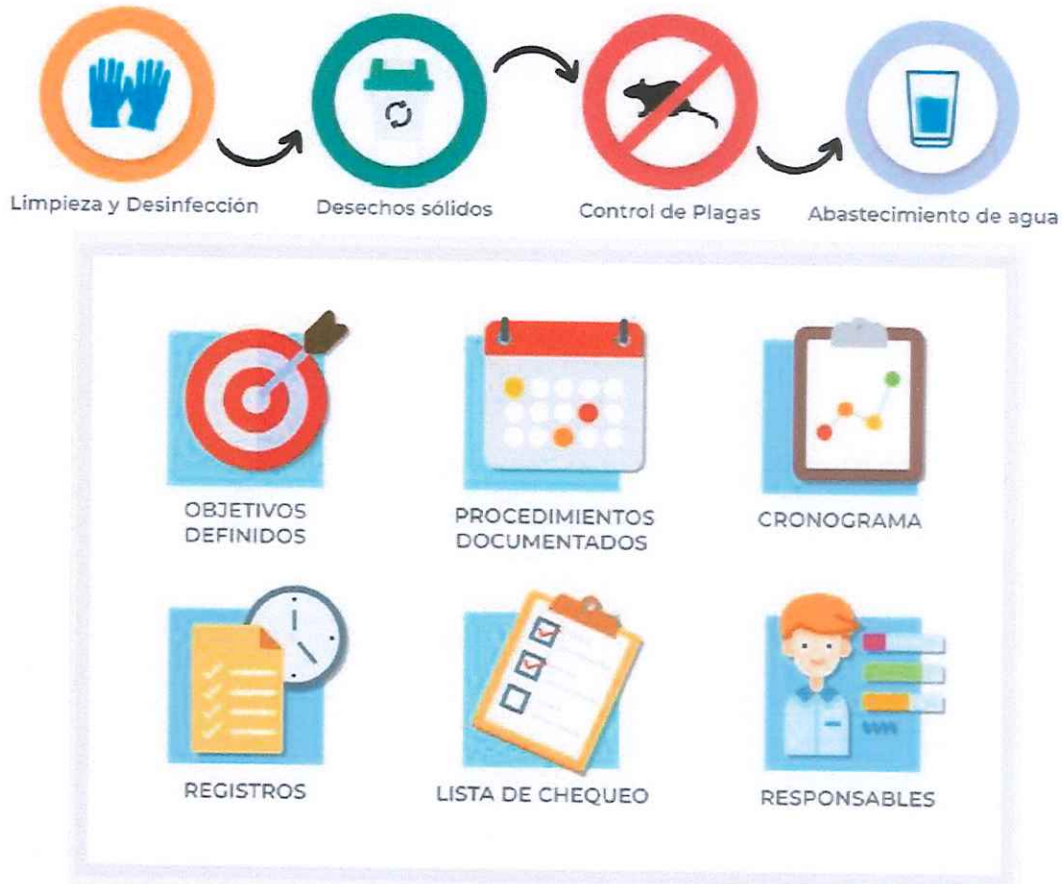 Limpieza y Desinfección
Desechos sólidos
Control de Plagas
Abastecimiento de agua
OBJETIVOS
DEFINIDOS
PROCEDIMIENTOS
DOCUMENTADOS
CRONOGRAMA
REGISTROS
LISTA DE CHEQUEO
RESPONSABLES